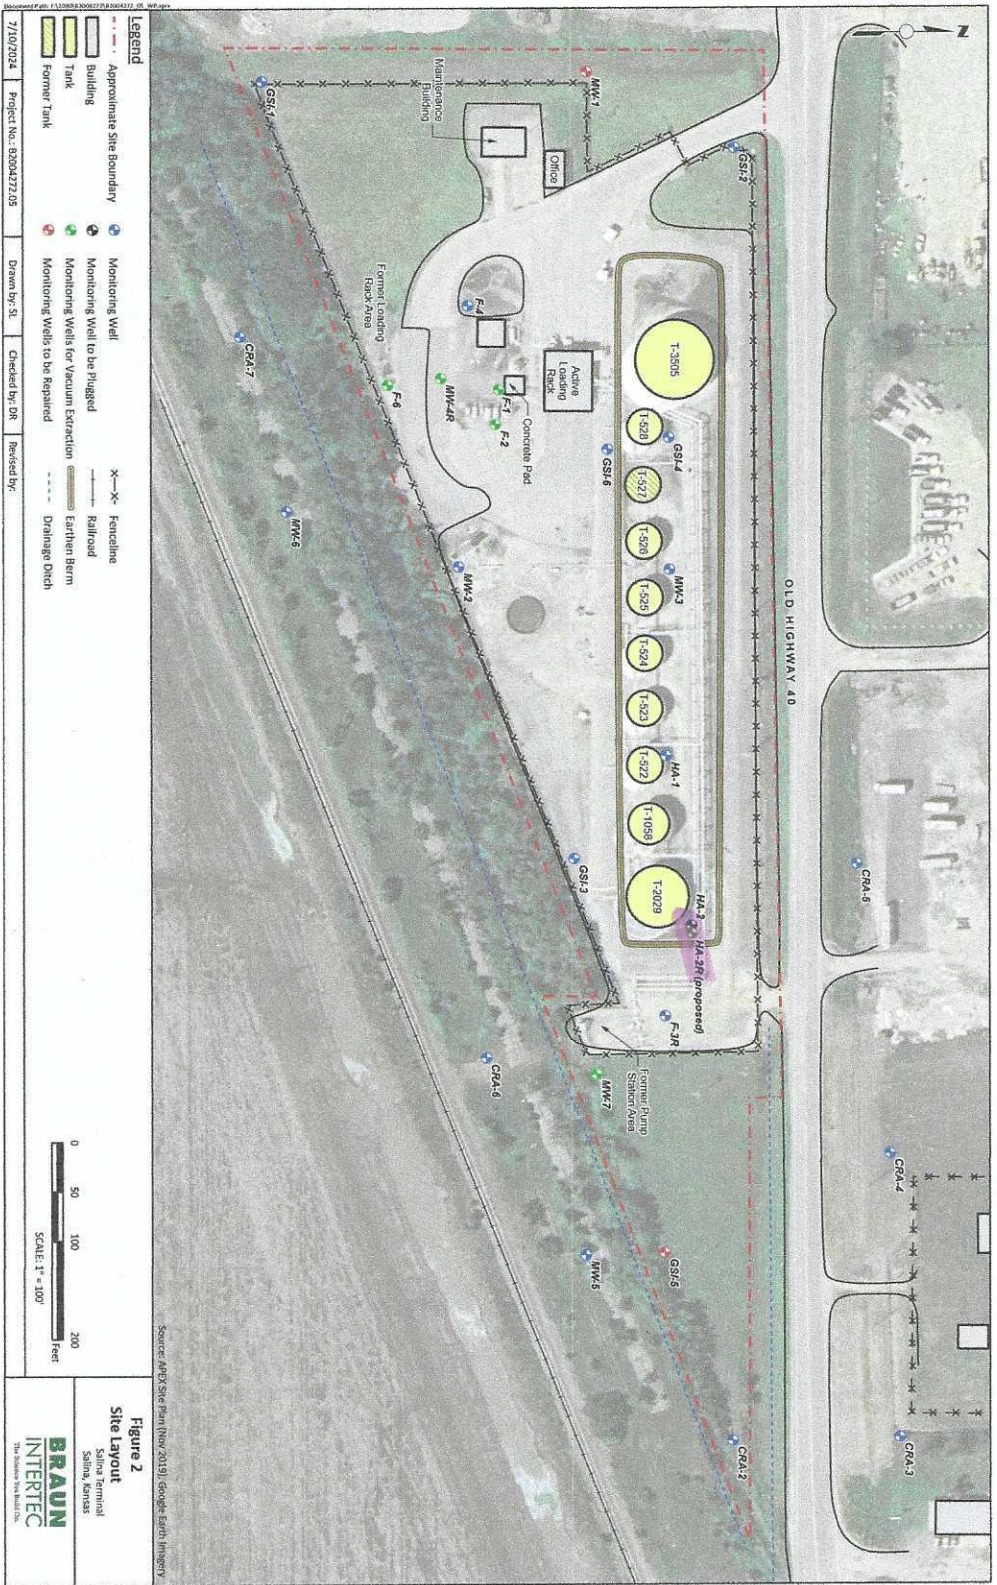 Legend
Approximate Site Boundary
Building
Tank
Former Tank
Monitoring Well
Monitoring Well to be Plugged
Monitoring Wells for Vacuum Extraction
Monitoring Wells to be Repaired
Fenceline
Railroad
Earthen Berm
Drainage Ditch
0
50
100
200
Feet
SCALE: 1" = 100'
7/10/2024
Project No.: B2004272.05
Drawn by: SL
Checked by: DR
Revised by:
Figure 2
Site Layout
Salina Terminal
Salina, Kansas
BRAUN
INTERTEC
The Science You Build On.
Source: APEX Site Plan (Nov 2019), Google Earth Imagery
N
OLD HIGHWAY 40
MW-1
GSI-1
GSI-2
Maintenance
Building
Office
Former Loading
Rack Area
F-4
F-6
MW-4R
F-1
F-2
Concrete Pad
Active
Loading
Rack
T-3505
T-528
T-527
T-526
T-525
T-524
T-523
T-522
T-1058
T-2029
GSI-4
GSI-6
MW-3
HA-1
HA-2
HA-2R (proposed)
F-3R
GSI-3
MW-2
CRA-7
MW-6
Former Pump
Station Area
MW-7
CRA-6
MW-5
GSI-5
CRA-2
CRA-5
CRA-4
CRA-3